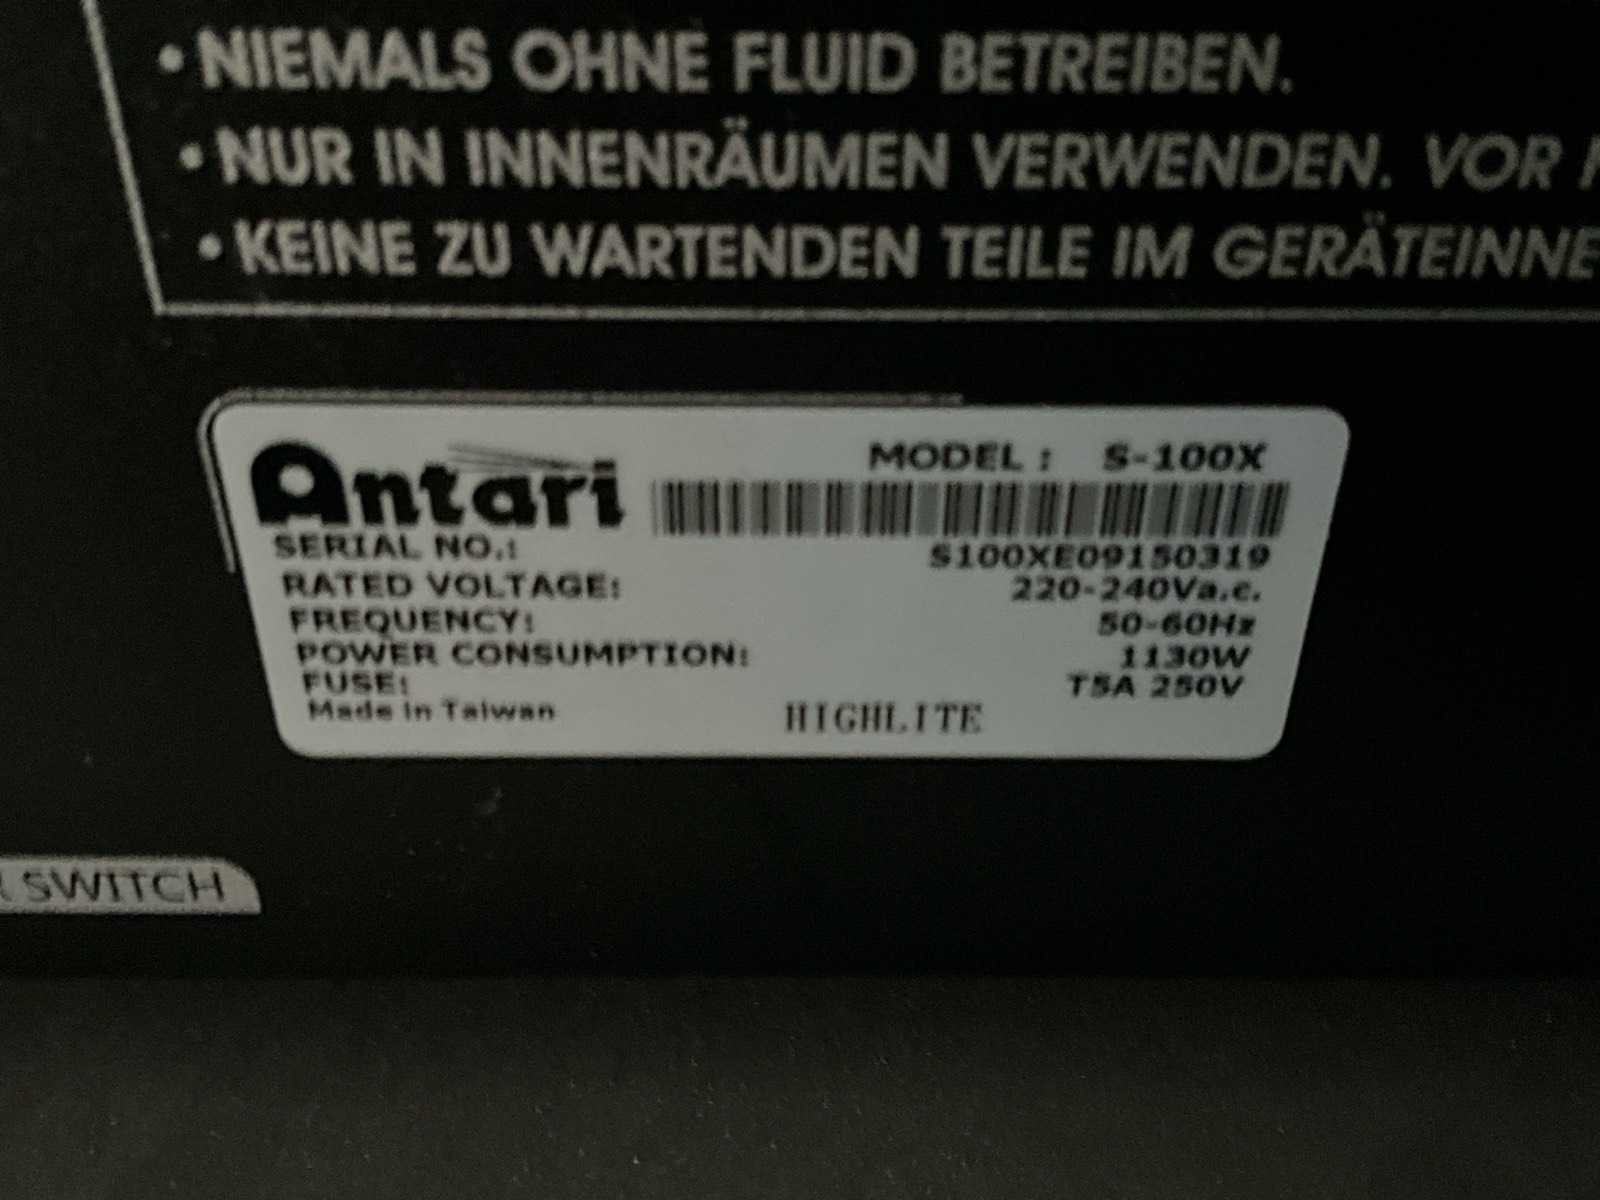 • NIEMALS OHNE FLUID BETREIBEN.
• NUR IN INNENRÄUMEN VERWENDEN. VOR
• KEINE ZU WARTENDEN TEILE IM GERÄTEINNE
Antari
MODEL : S-100X
SERIAL NO.: S100XE09150319
RATED VOLTAGE: 220-240Va.c.
FREQUENCY: 50-60Hz
POWER CONSUMPTION: 1130W
FUSE: T5A 250V
Made in Taiwan HIGHLITE
SWITCH